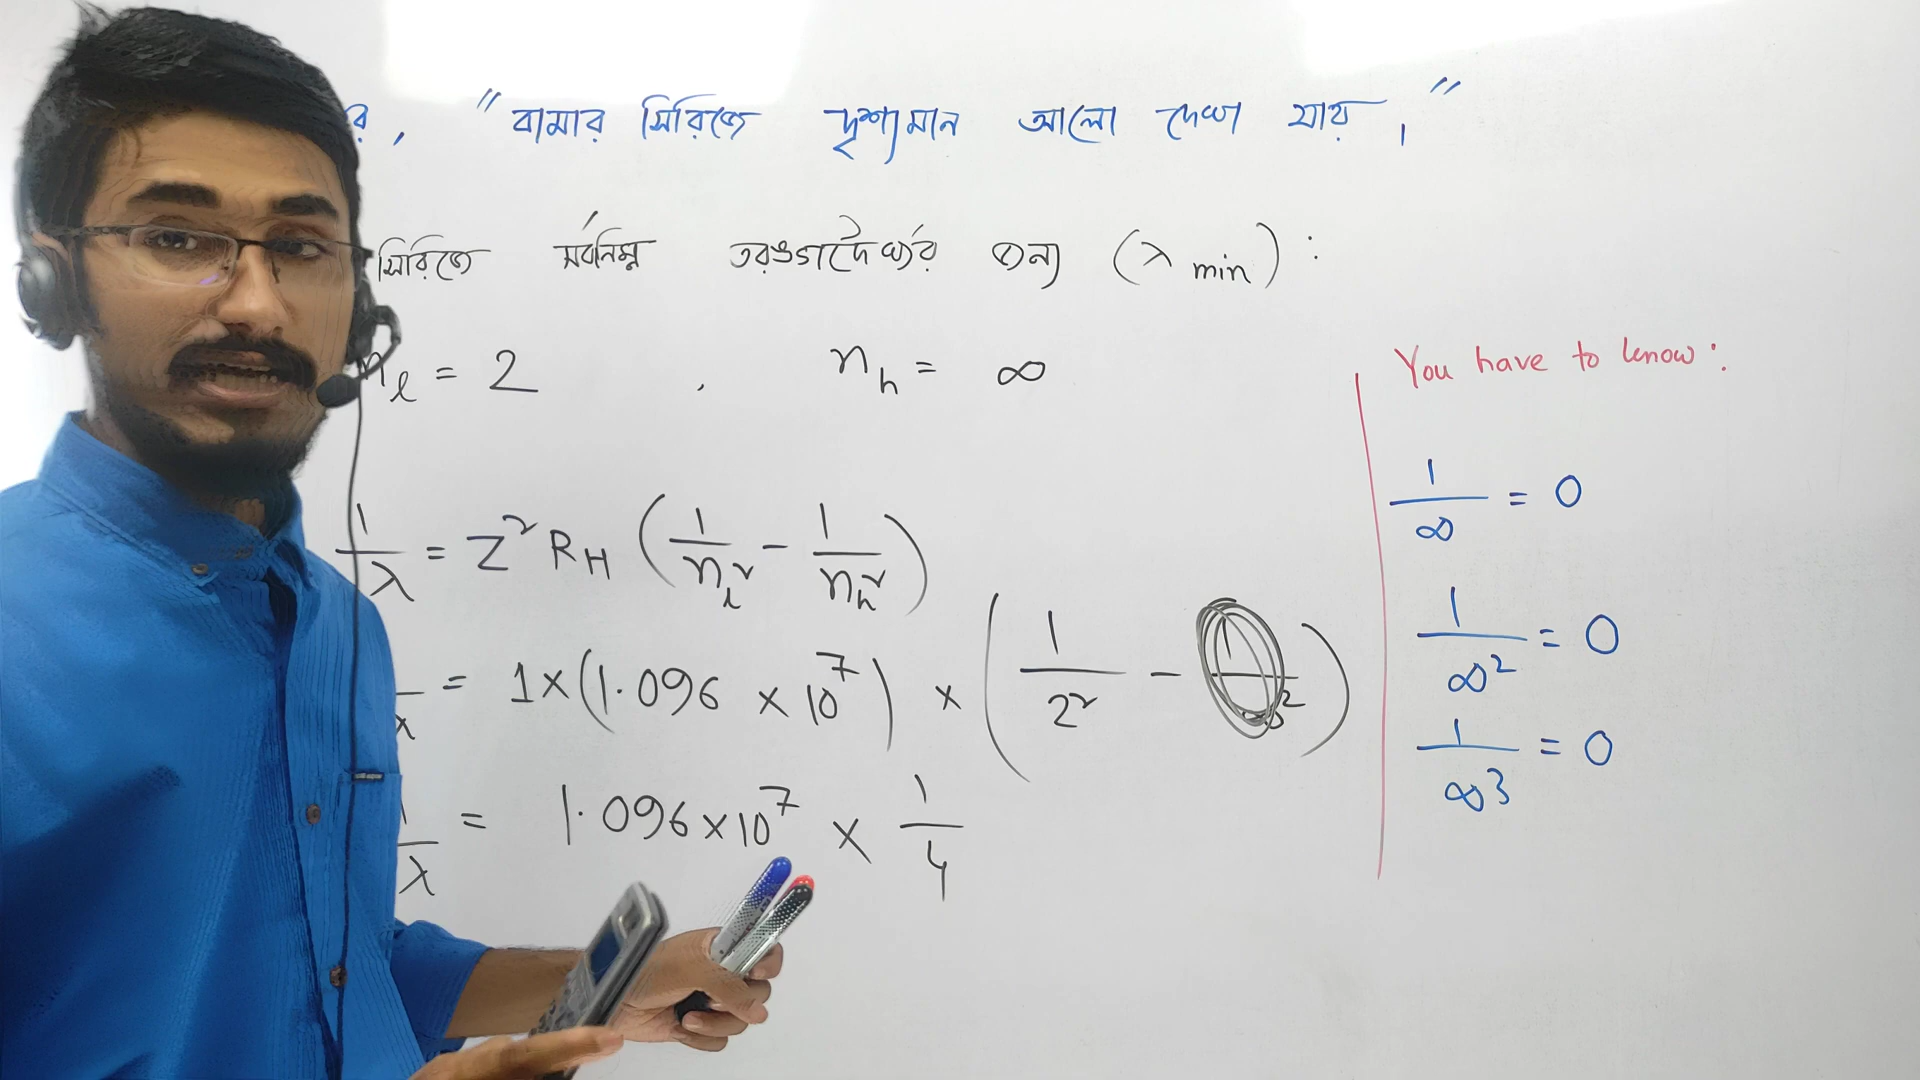 র, "বামার সিরিজে দৃশ্যমান আলো দেখা যায়।"
সিরিজে সর্বনিম্ন তরঙ্গদৈর্ঘ্যের জন্য (λ min) :
n_l = 2 , n_h = ∞
1/λ = Z² R_H (1/n_l² - 1/n_h²)
1/λ = 1×(1.096 × 10⁷) × (1/2² - 1/∞²)
1/λ = 1.096×10⁷ × 1/4
You have to know:
1/∞ = 0
1/∞² = 0
1/∞³ = 0